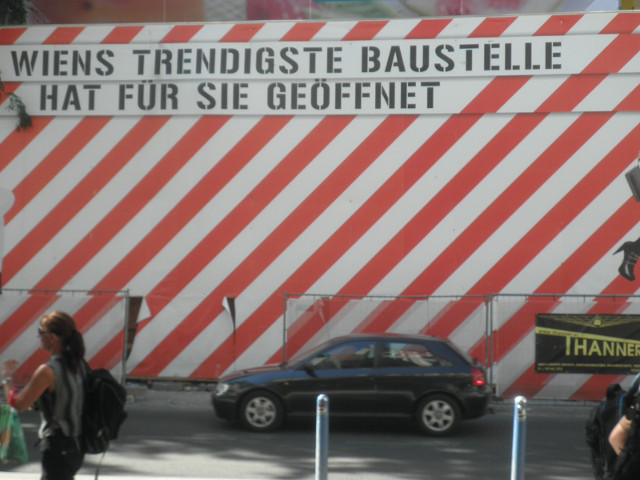 WIENS TRENDIGSTE BAUSTELLE
HAT FÜR SIE GEÖFFNET
THANNER